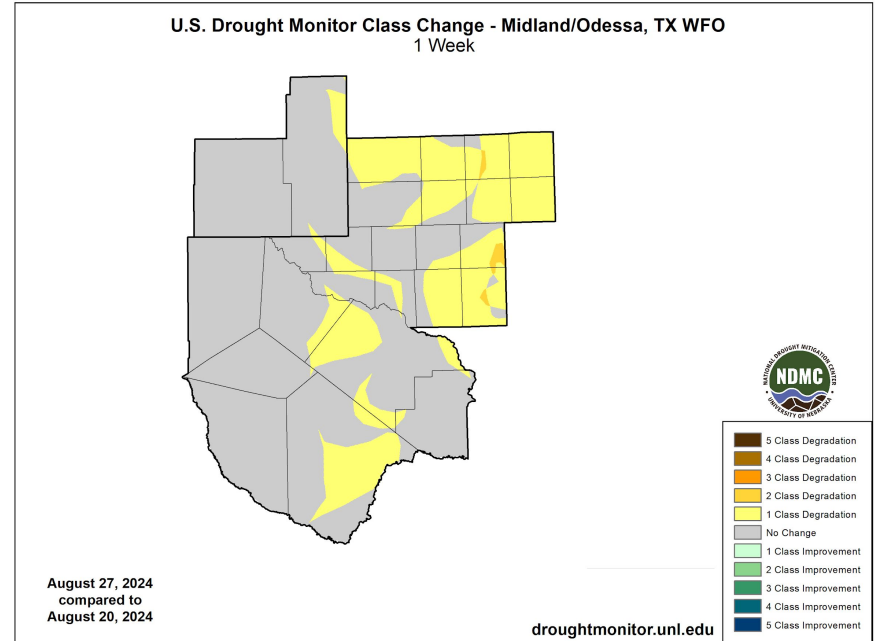 U.S. Drought Monitor Class Change - Midland/Odessa, TX WFO
1 Week
NATIONAL DROUGHT MITIGATION CENTER
NDMC
UNIVERSITY OF NEBRASKA
5 Class Degradation
4 Class Degradation
3 Class Degradation
2 Class Degradation
1 Class Degradation
No Change
1 Class Improvement
2 Class Improvement
3 Class Improvement
4 Class Improvement
5 Class Improvement
August 27, 2024
compared to
August 20, 2024
droughtmonitor.unl.edu